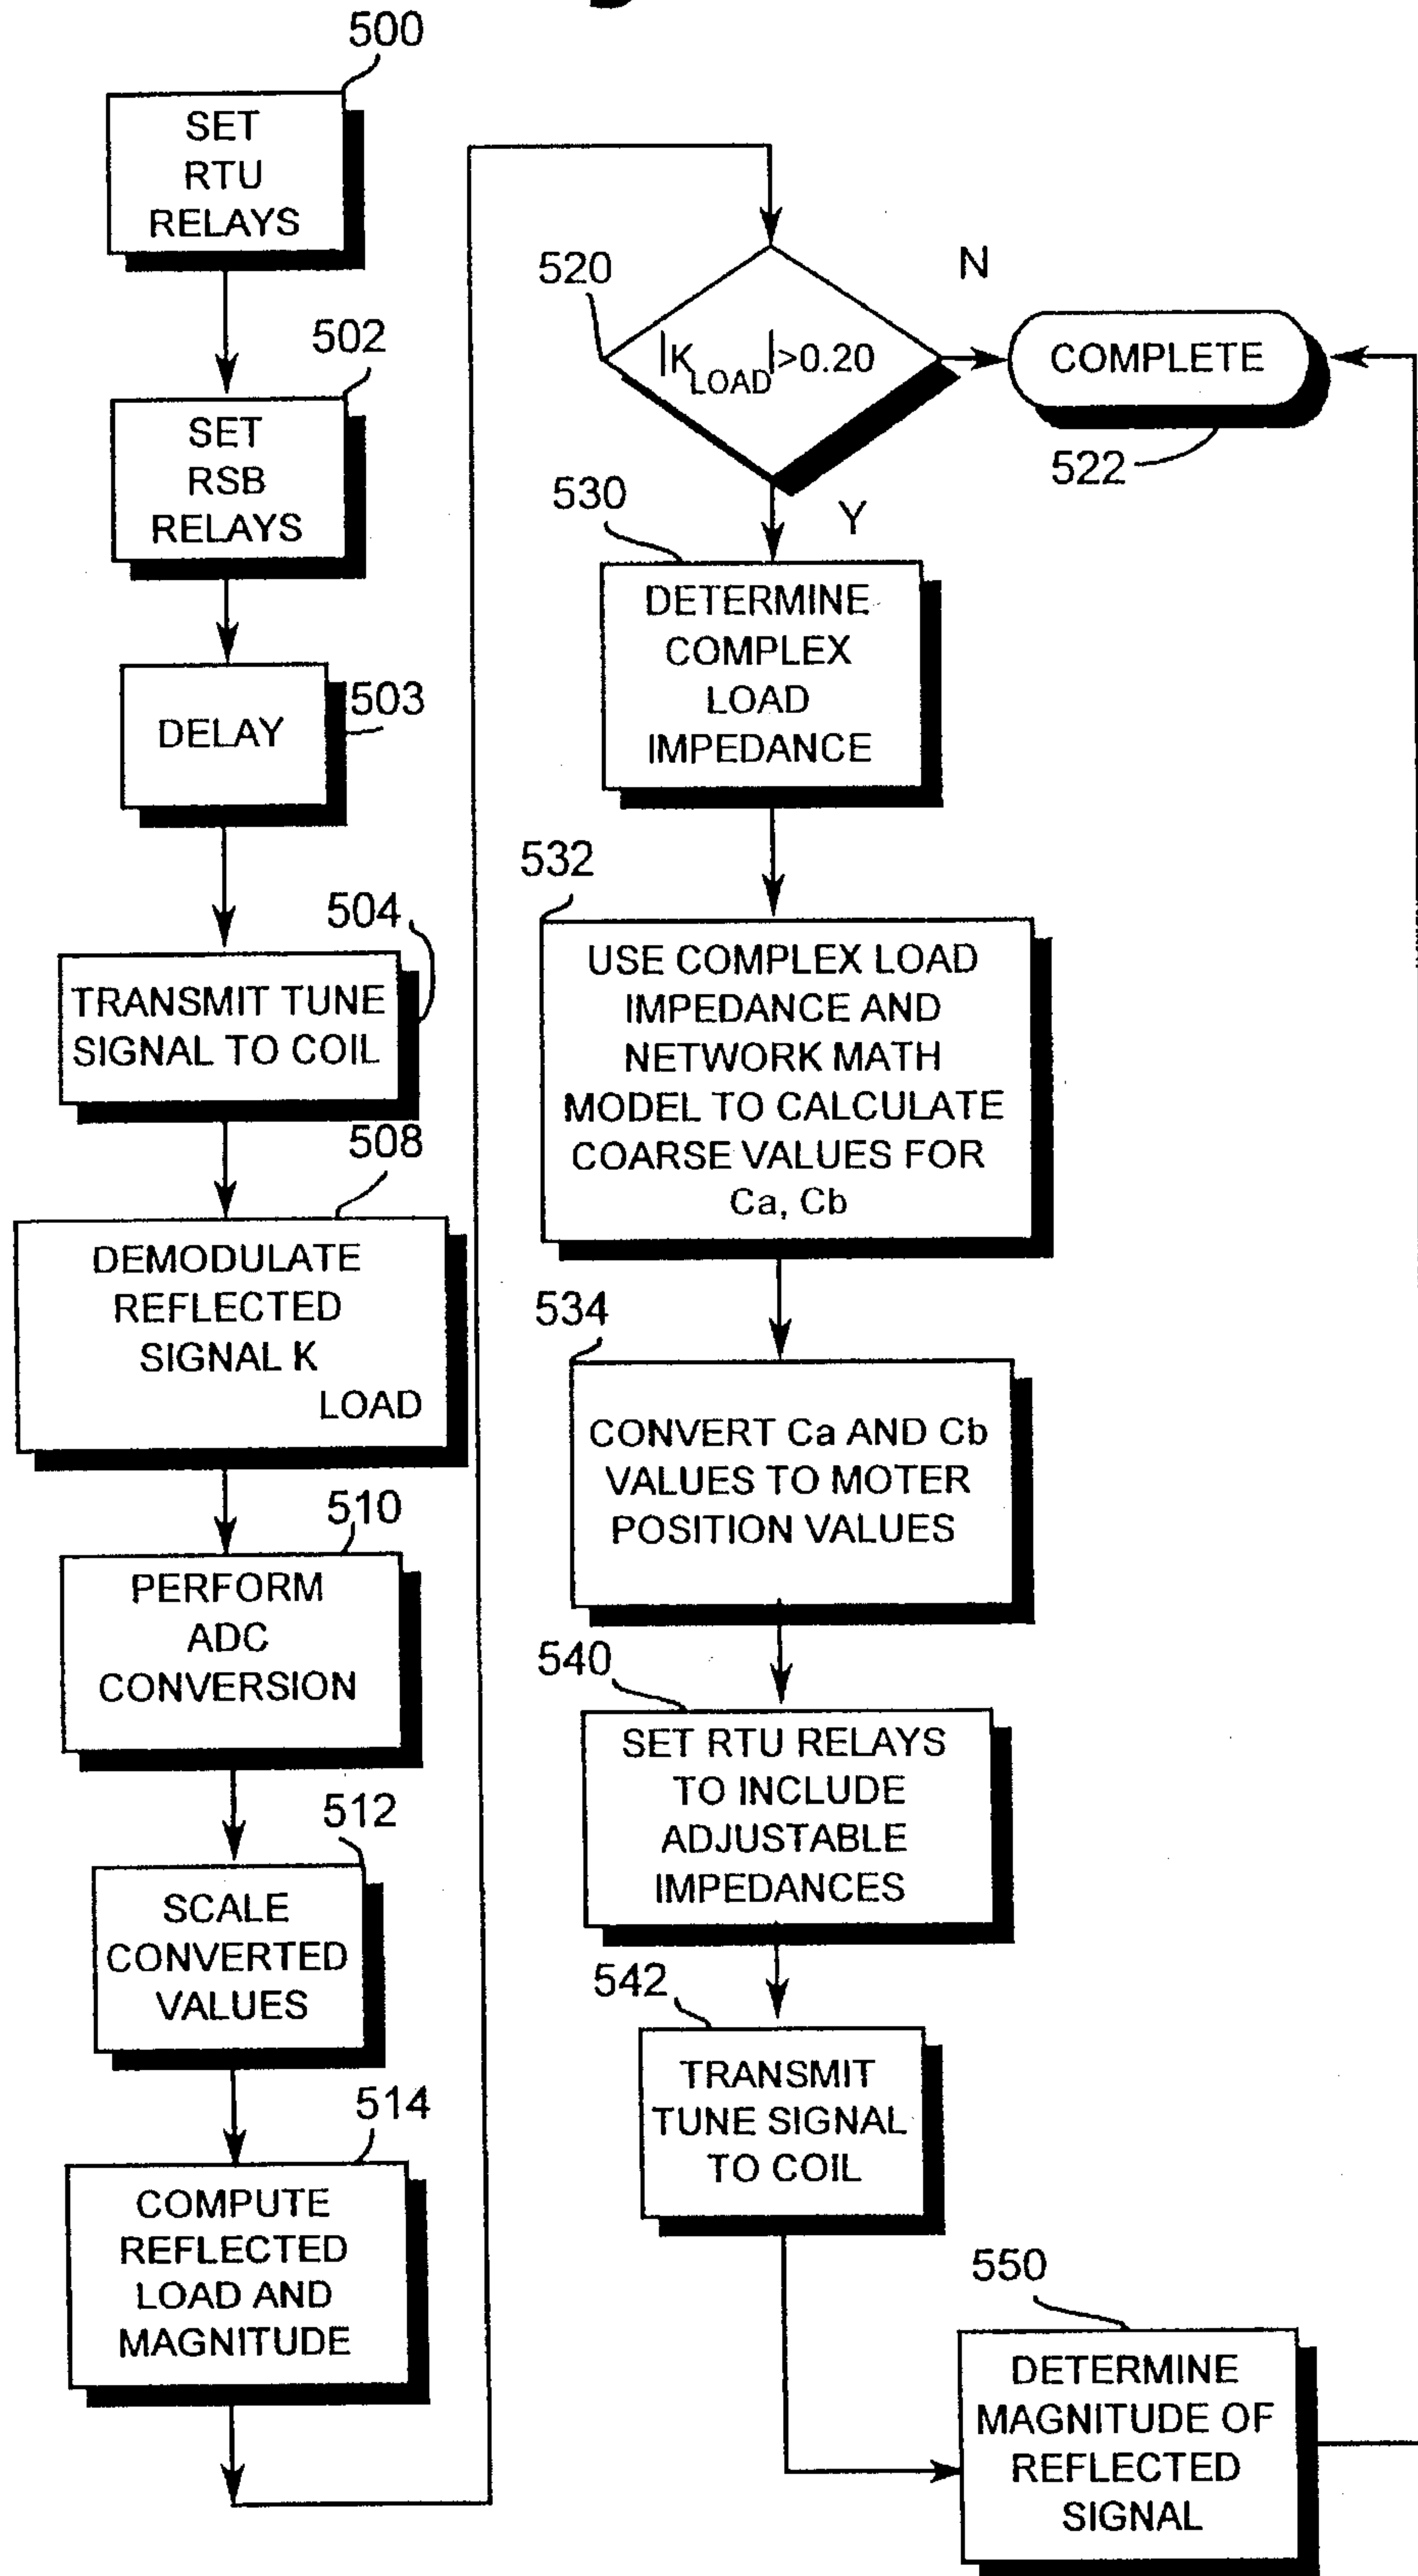 500
SET
RTU
RELAYS
502
SET
RSB
RELAYS
503
DELAY
504
TRANSMIT TUNE
SIGNAL TO COIL
508
DEMODULATE
REFLECTED
SIGNAL K
LOAD
510
PERFORM
ADC
CONVERSION
512
SCALE
CONVERTED
VALUES
514
COMPUTE
REFLECTED
LOAD AND
MAGNITUDE
520
|K_LOAD|>0.20
N
COMPLETE
522
Y
530
DETERMINE
COMPLEX
LOAD
IMPEDANCE
532
USE COMPLEX LOAD
IMPEDANCE AND
NETWORK MATH
MODEL TO CALCULATE
COARSE VALUES FOR
Ca, Cb
534
CONVERT Ca AND Cb
VALUES TO MOTER
POSITION VALUES
540
SET RTU RELAYS
TO INCLUDE
ADJUSTABLE
IMPEDANCES
542
TRANSMIT
TUNE SIGNAL
TO COIL
550
DETERMINE
MAGNITUDE OF
REFLECTED
SIGNAL